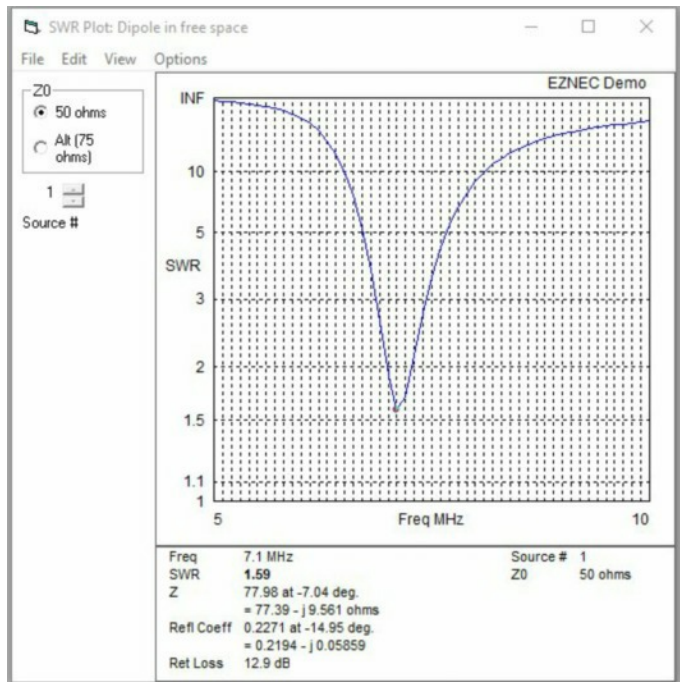 SWR Plot: Dipole in free space
File Edit View Options
Z0
50 ohms
Alt (75
ohms)
1
Source #
EZNEC Demo
INF
10
5
SWR
3
2
1.5
1.1
1
5 Freq MHz 10
Freq 7.1 MHz Source # 1
SWR 1.59 Z0 50 ohms
Z 77.98 at -7.04 deg.
= 77.39 - j 9.561 ohms
Refl Coeff 0.2271 at -14.95 deg.
= 0.2194 - j 0.05859
Ret Loss 12.9 dB